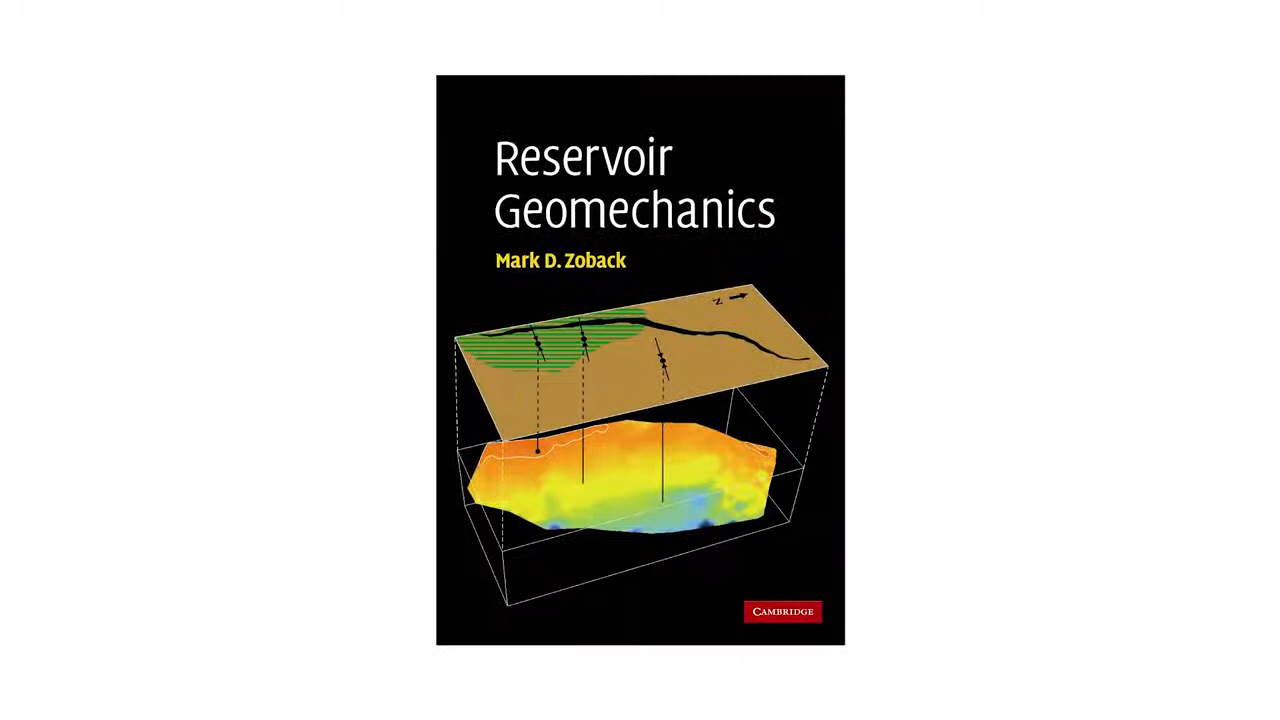 Reservoir
Geomechanics
Mark D. Zoback
N
CAMBRIDGE